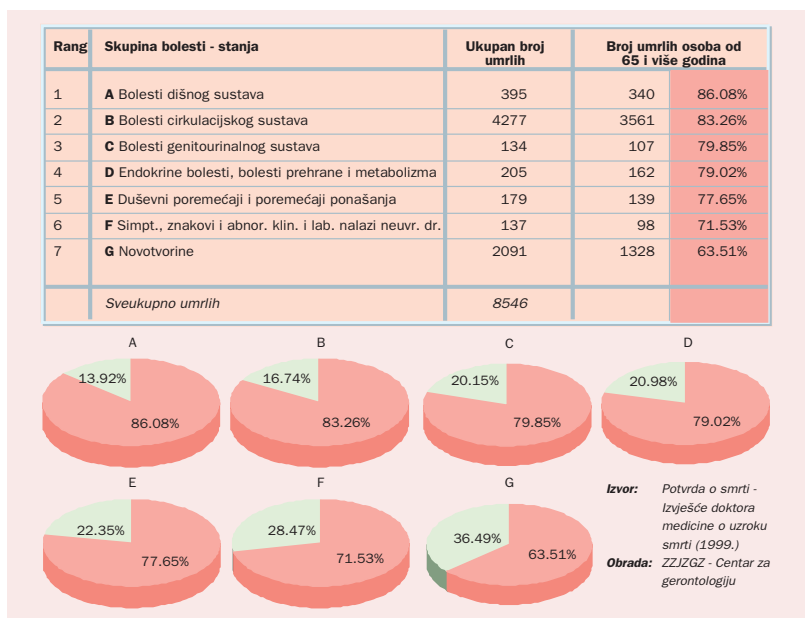 Rang Skupina bolesti - stanja Ukupan broj umrlih Broj umrlih osoba od 65 i više godina
1 A Bolesti dišnog sustava 395 340 86.08%
2 B Bolesti cirkulacijskog sustava 4277 3561 83.26%
3 C Bolesti genitourinalnog sustava 134 107 79.85%
4 D Endokrine bolesti, bolesti prehrane i metabolizma 205 162 79.02%
5 E Duševni poremećaji i poremećaji ponašanja 179 139 77.65%
6 F Simpt., znakovi i abnor. klin. i lab. nalazi neuvr. dr. 137 98 71.53%
7 G Novotvorine 2091 1328 63.51%
Sveukupno umrlih 8546
A B C D
13.92% 16.74% 20.15% 20.98%
86.08% 83.26% 79.85% 79.02%
E F G
22.35% 28.47% 36.49%
77.65% 71.53% 63.51%
Izvor: Potvrda o smrti -
Izvješće doktora
medicine o uzroku
smrti (1999.)
Obrada: ZZJZGZ - Centar za
gerontologiju